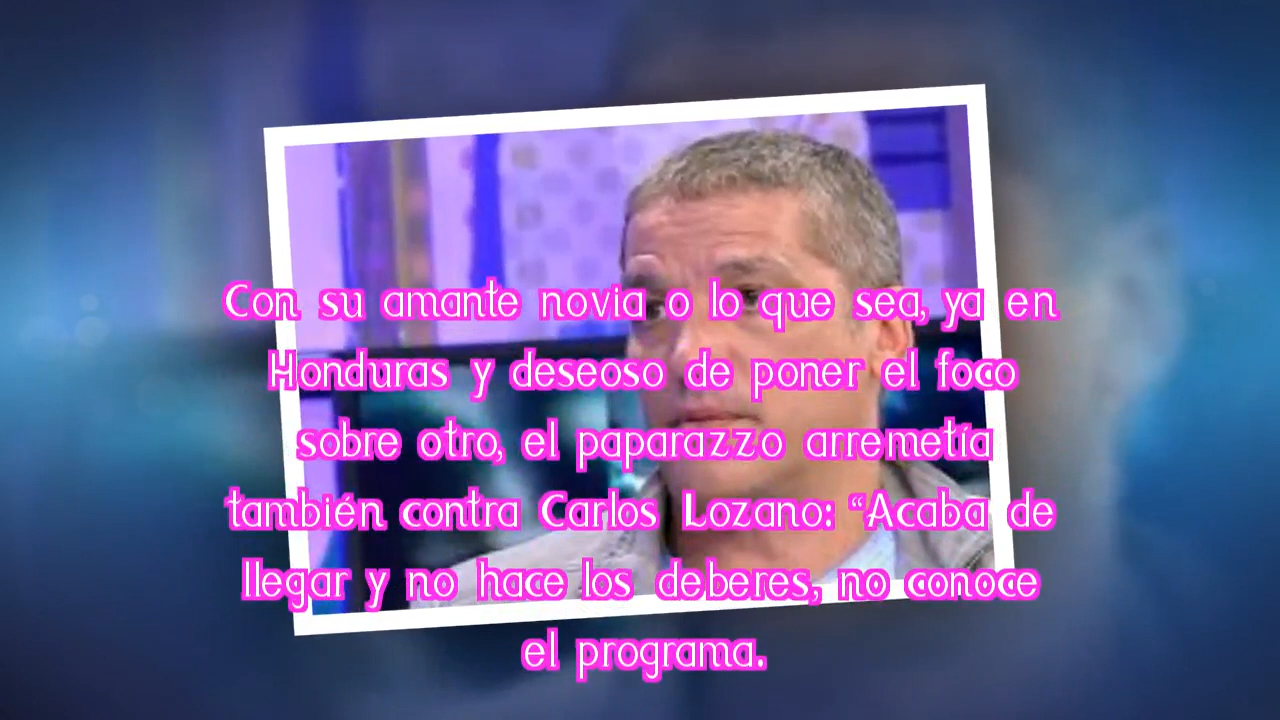 Con su amante novia o lo que sea, ya en
Honduras y deseoso de poner el foco
sobre otro, el paparazzo arremetía
también contra Carlos Lozano: “Acaba de
llegar y no hace los deberes, no conoce
el programa.